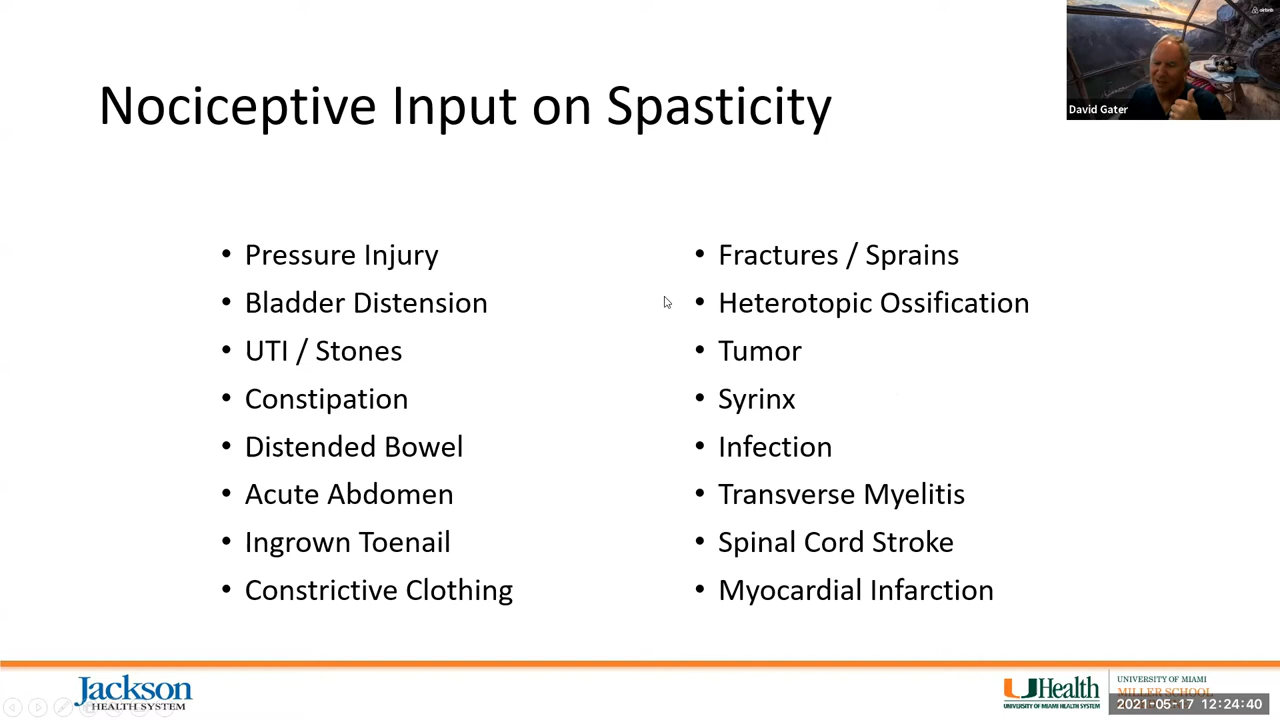 airbnb
David Gater
Nociceptive Input on Spasticity
• Pressure Injury
• Bladder Distension
• UTI / Stones
• Constipation
• Distended Bowel
• Acute Abdomen
• Ingrown Toenail
• Constrictive Clothing
• Fractures / Sprains
• Heterotopic Ossification
• Tumor
• Syrinx
• Infection
• Transverse Myelitis
• Spinal Cord Stroke
• Myocardial Infarction
Jackson
HEALTH SYSTEM
UHealth
UNIVERSITY OF MIAMI HEALTH SYSTEM
UNIVERSITY OF MIAMI
MILLER SCHOOL
2021-05-17 12:24:40